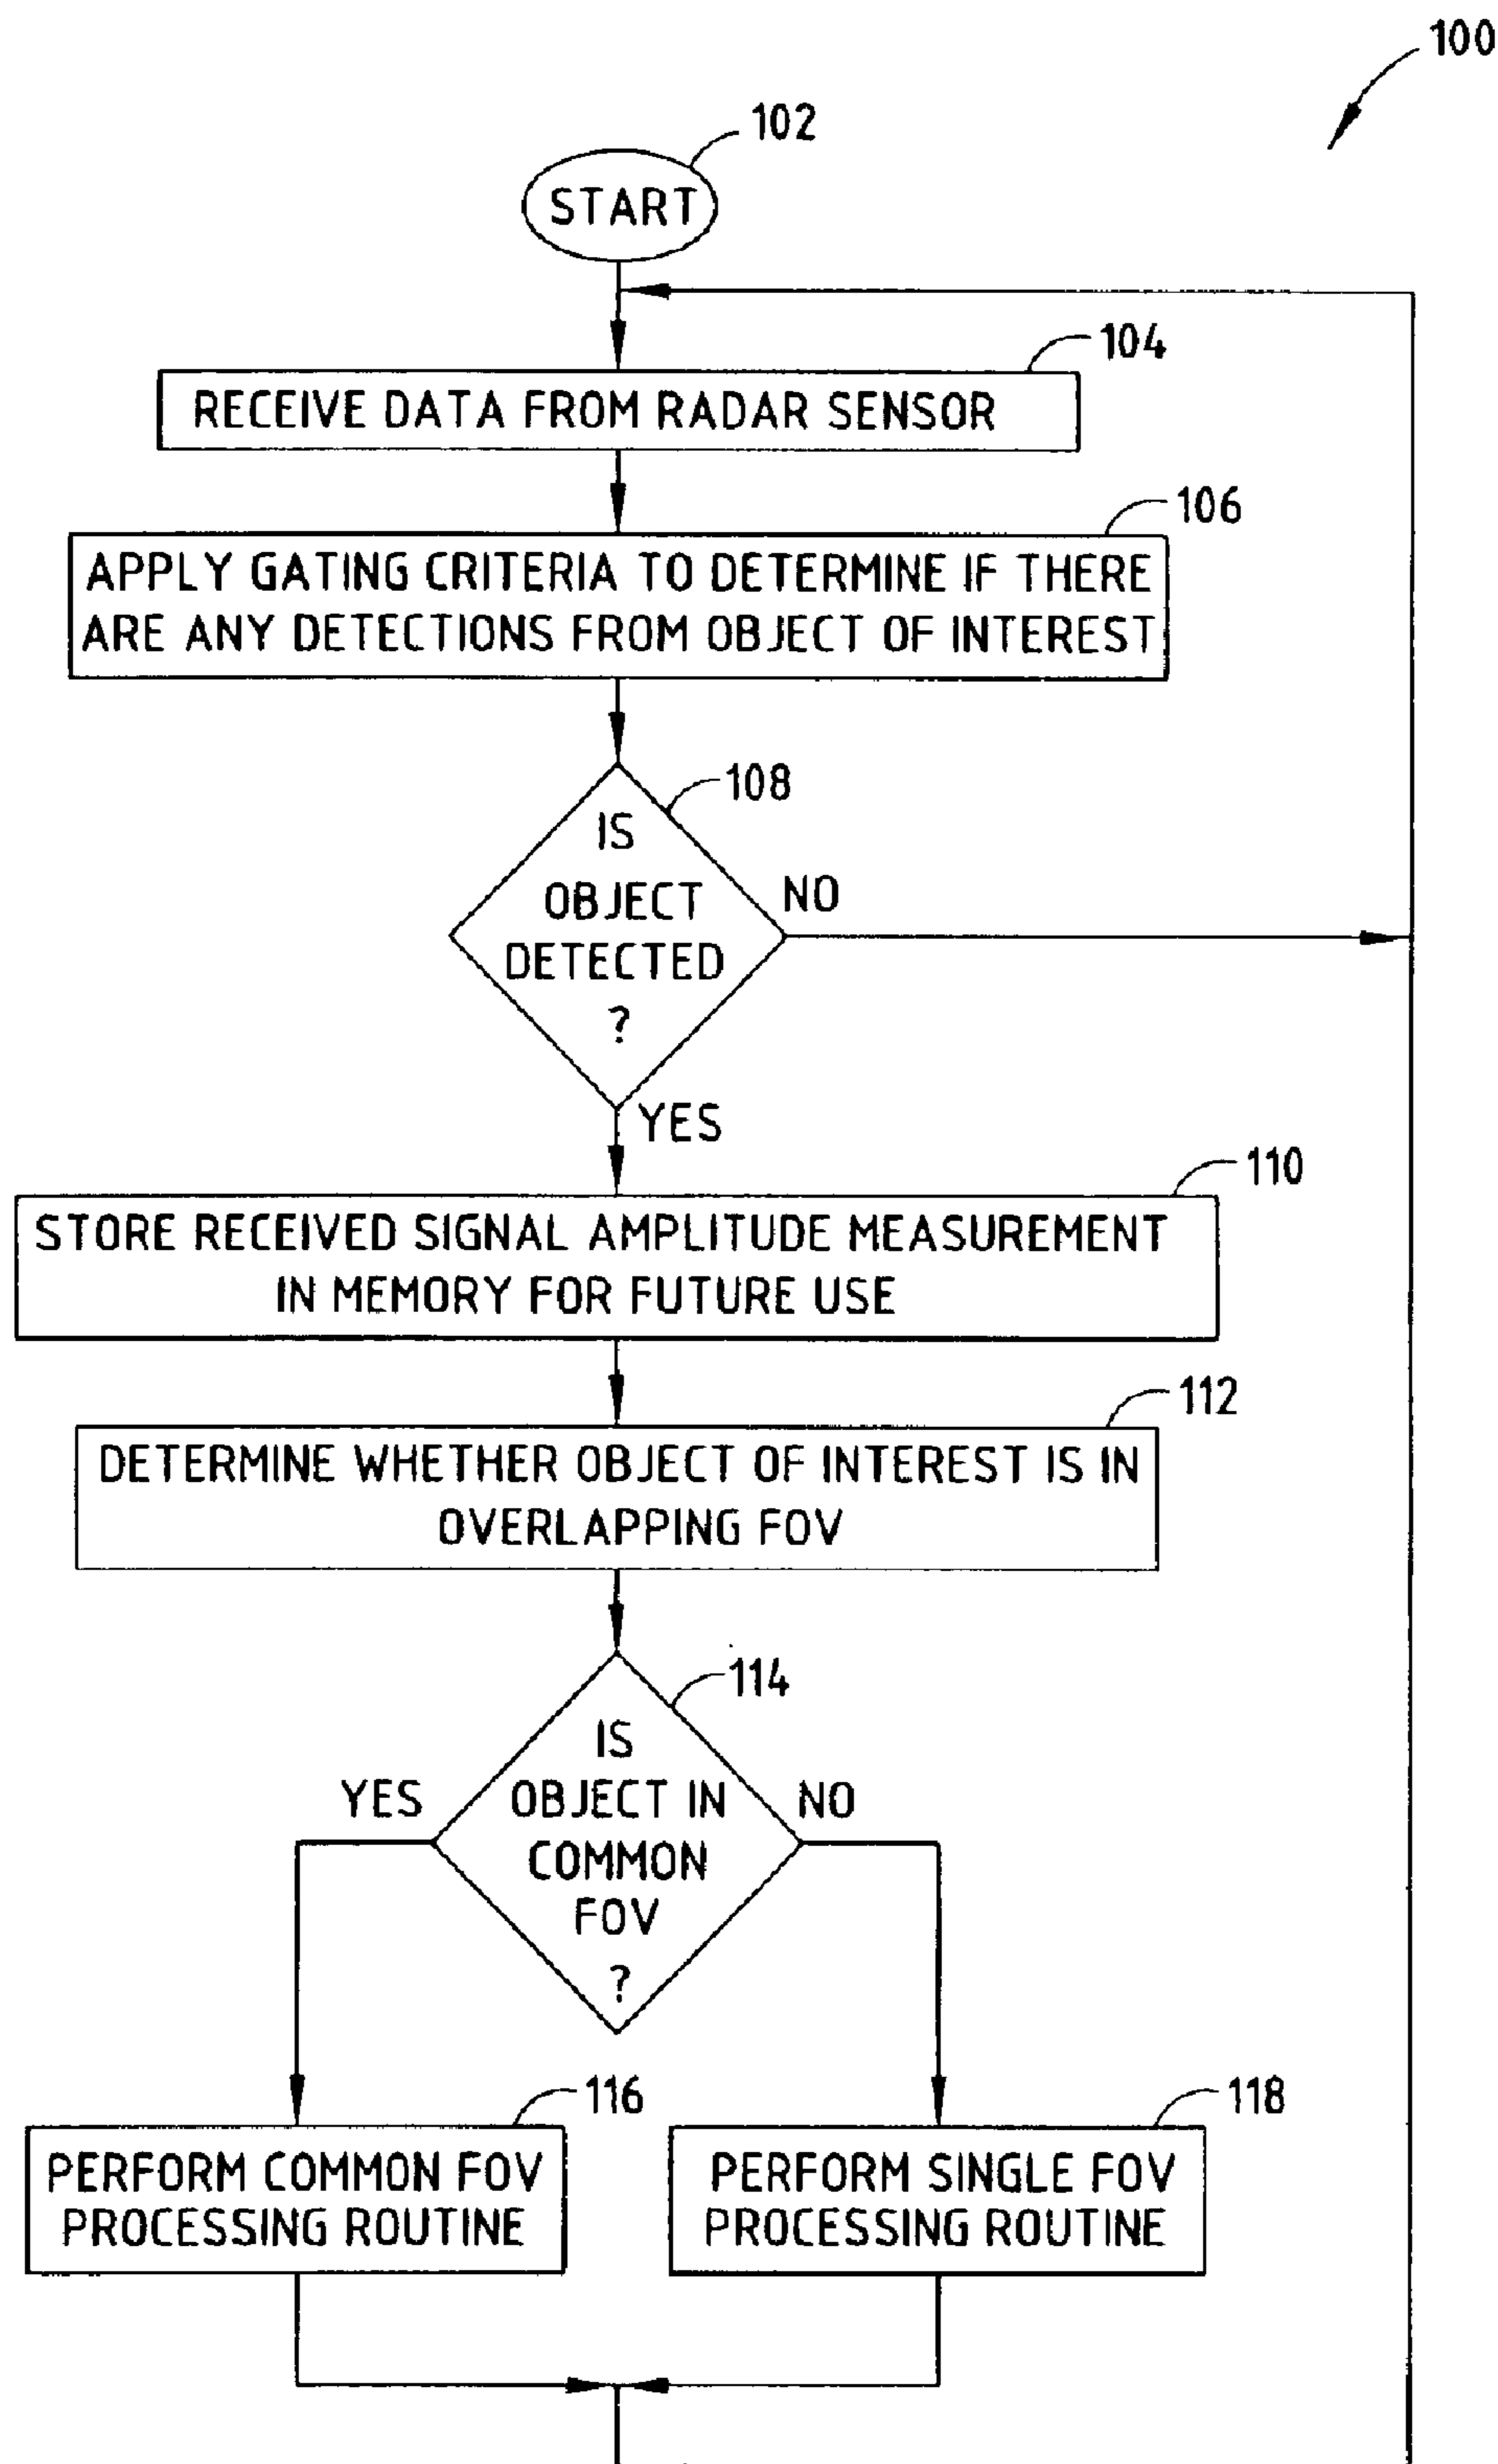 100
102
START
104
RECEIVE DATA FROM RADAR SENSOR
106
APPLY GATING CRITERIA TO DETERMINE IF THERE
ARE ANY DETECTIONS FROM OBJECT OF INTEREST
108
IS
OBJECT
DETECTED
?
NO
YES
110
STORE RECEIVED SIGNAL AMPLITUDE MEASUREMENT
IN MEMORY FOR FUTURE USE
112
DETERMINE WHETHER OBJECT OF INTEREST IS IN
OVERLAPPING FOV
114
IS
OBJECT IN
COMMON
FOV
?
YES
NO
116
PERFORM COMMON FOV
PROCESSING ROUTINE
118
PERFORM SINGLE FOV
PROCESSING ROUTINE